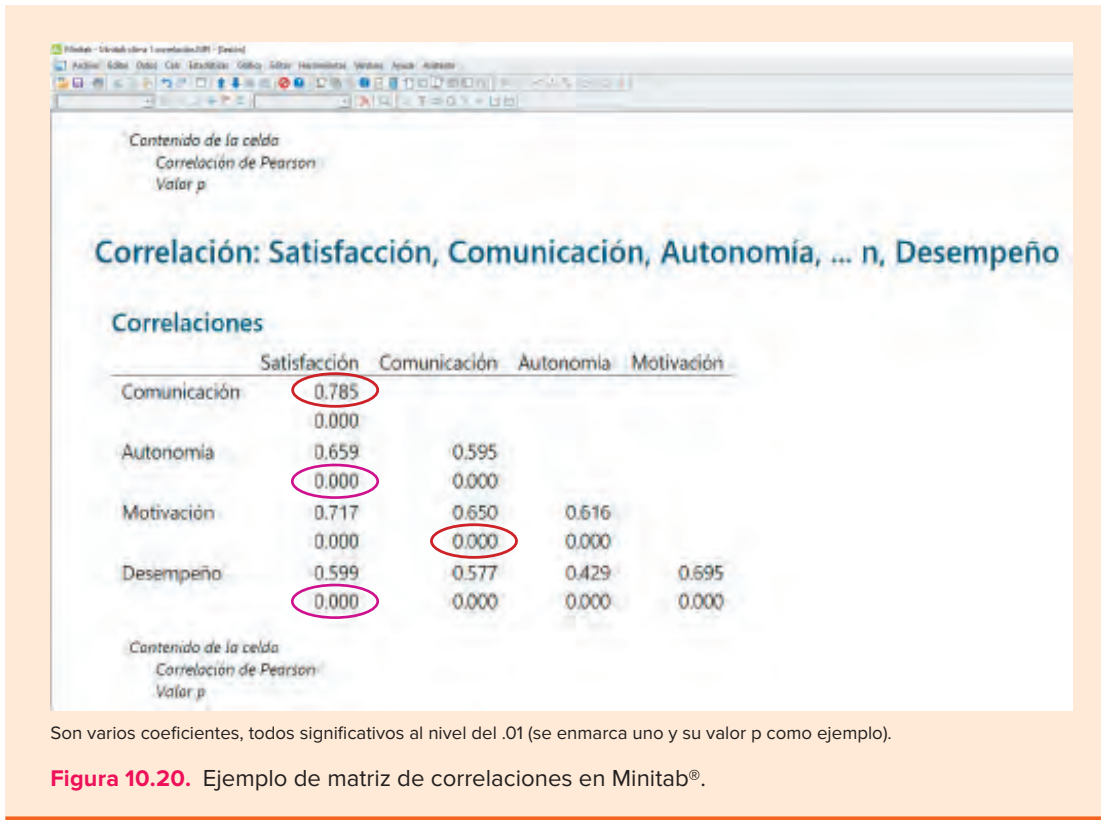 Contenido de la celda
Correlación de Pearson
Valor p
Correlación: Satisfacción, Comunicación, Autonomía, ... n, Desempeño
Correlaciones
Satisfacción Comunicación Autonomía Motivación
Comunicación 0.785
0.000
Autonomía 0.659 0.595
0.000 0.000
Motivación 0.717 0.650 0.616
0.000 0.000 0.000
Desempeño 0.599 0.577 0.429 0.695
0.000 0.000 0.000 0.000
Contenido de la celda
Correlación de Pearson
Valor p
Son varios coeficientes, todos significativos al nivel del .01 (se enmarca uno y su valor p como ejemplo).
Figura 10.20. Ejemplo de matriz de correlaciones en Minitab®.